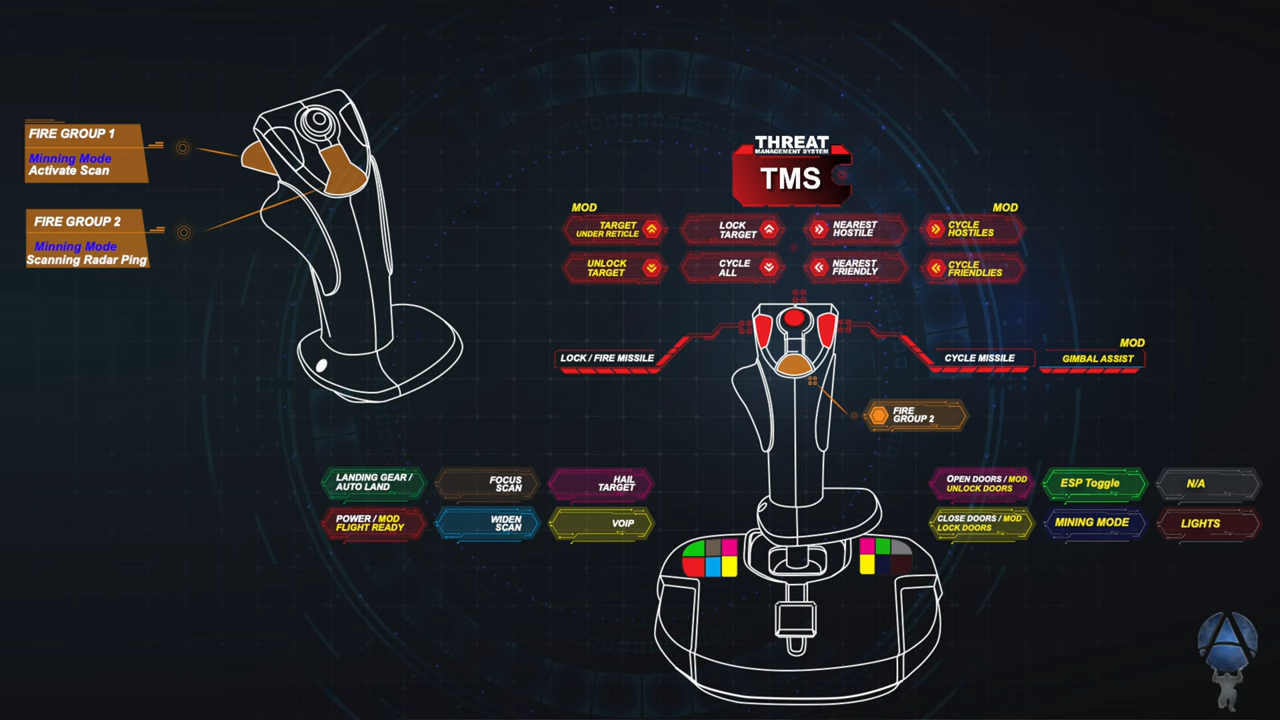 FIRE GROUP 1
Minning Mode
Activate Scan
FIRE GROUP 2
Minning Mode
Scanning Radar Ping
THREAT
MANAGEMENT SYSTEM
TMS
MOD
MOD
TARGET
UNDER RETICLE
LOCK
TARGET
NEAREST
HOSTILE
CYCLE
HOSTILES
UNLOCK
TARGET
CYCLE
ALL
NEAREST
FRIENDLY
CYCLE
FRIENDLIES
LOCK / FIRE MISSILE
CYCLE MISSILE
MOD
GIMBAL ASSIST
FIRE
GROUP 2
LANDING GEAR /
AUTO LAND
FOCUS
SCAN
HAIL
TARGET
POWER / MOD
FLIGHT READY
WIDEN
SCAN
VOIP
OPEN DOORS / MOD
UNLOCK DOORS
ESP Toggle
N/A
CLOSE DOORS / MOD
LOCK DOORS
MINING MODE
LIGHTS
A